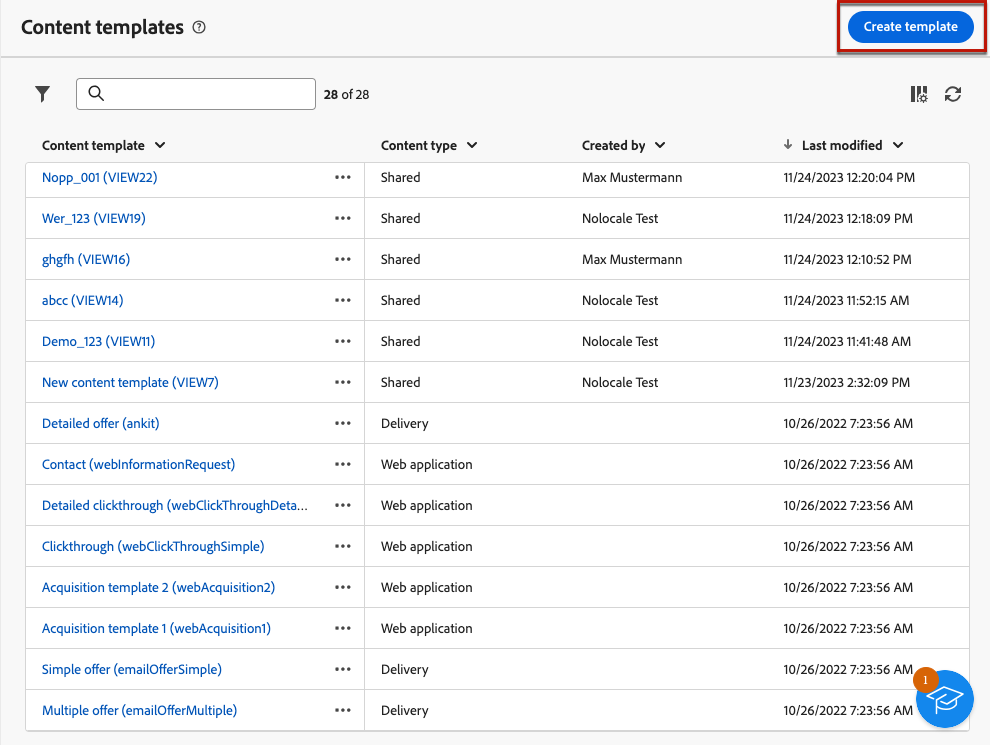 Content templates
Create template
28 of 28
Content template Content type Created by Last modified
Nopp_001 (VIEW22) Shared Max Mustermann 11/24/2023 12:20:04 PM
Wer_123 (VIEW19) Shared Nolocale Test 11/24/2023 12:18:09 PM
ghgfh (VIEW16) Shared Max Mustermann 11/24/2023 12:10:52 PM
abcc (VIEW14) Shared Nolocale Test 11/24/2023 11:52:15 AM
Demo_123 (VIEW11) Shared Nolocale Test 11/24/2023 11:41:48 AM
New content template (VIEW7) Shared Nolocale Test 11/23/2023 2:32:09 PM
Detailed offer (ankit) Delivery 10/26/2022 7:23:56 AM
Contact (webInformationRequest) Web application 10/26/2022 7:23:56 AM
Detailed clickthrough (webClickThroughDeta... Web application 10/26/2022 7:23:56 AM
Clickthrough (webClickThroughSimple) Web application 10/26/2022 7:23:56 AM
Acquisition template 2 (webAcquisition2) Web application 10/26/2022 7:23:56 AM
Acquisition template 1 (webAcquisition1) Web application 10/26/2022 7:23:56 AM
Simple offer (emailOfferSimple) Delivery 10/26/2022 7:23:56 AM
1
Multiple offer (emailOfferMultiple) Delivery 10/26/2022 7:23:56 AM